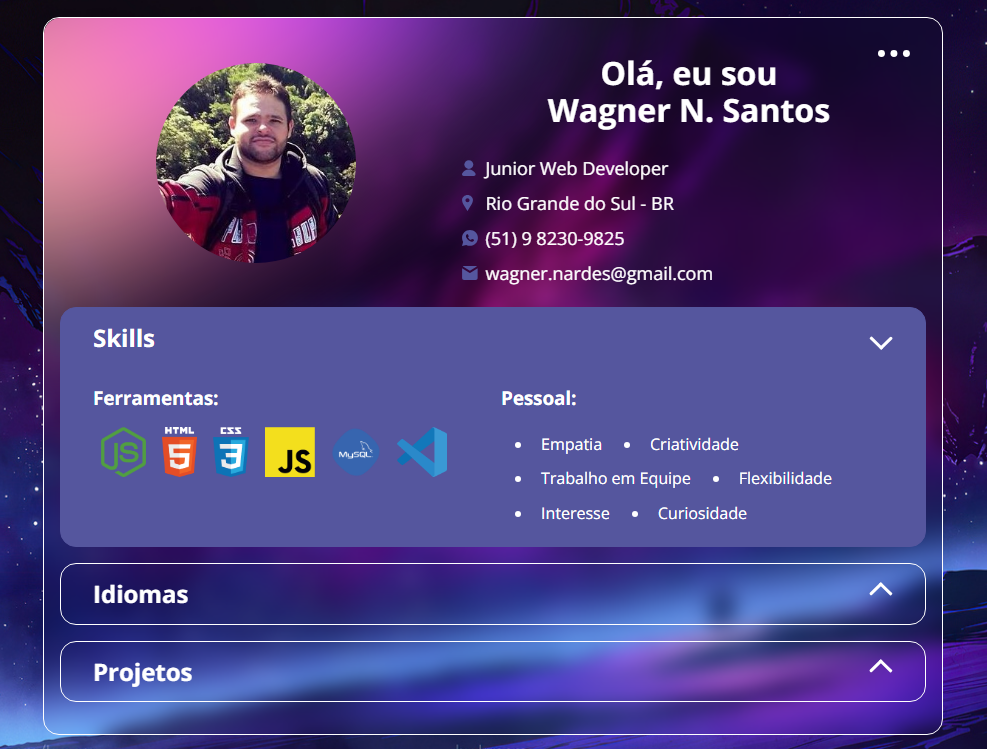 Olá, eu sou
Wagner N. Santos
Junior Web Developer
Rio Grande do Sul - BR
(51) 9 8230-9825
wagner.nardes@gmail.com
Skills
Ferramentas:
JS
HTML
5
CSS
3
JS
MySQL
Pessoal:
Empatia
Criatividade
Trabalho em Equipe
Flexibilidade
Interesse
Curiosidade
Idiomas
Projetos